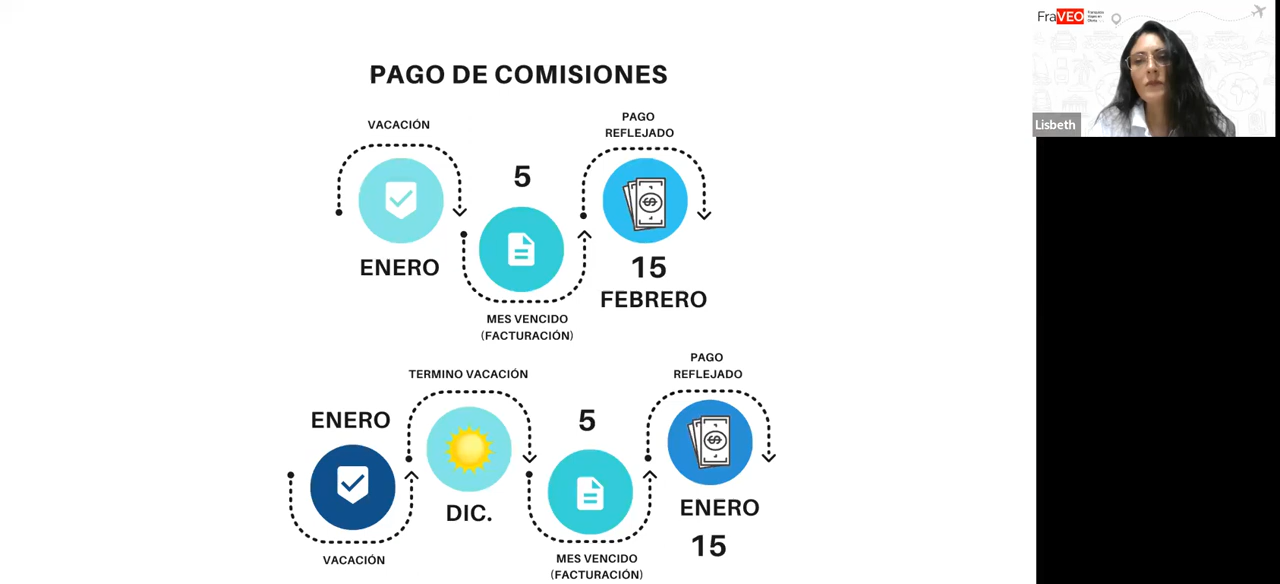 PAGO DE COMISIONES
VACACIÓN
ENERO
5
MES VENCIDO
(FACTURACIÓN)
PAGO
REFLEJADO
15
FEBRERO
ENERO
VACACIÓN
TERMINO VACACIÓN
DIC.
5
MES VENCIDO
(FACTURACIÓN)
PAGO
REFLEJADO
ENERO
15
FraVEO
Lisbeth